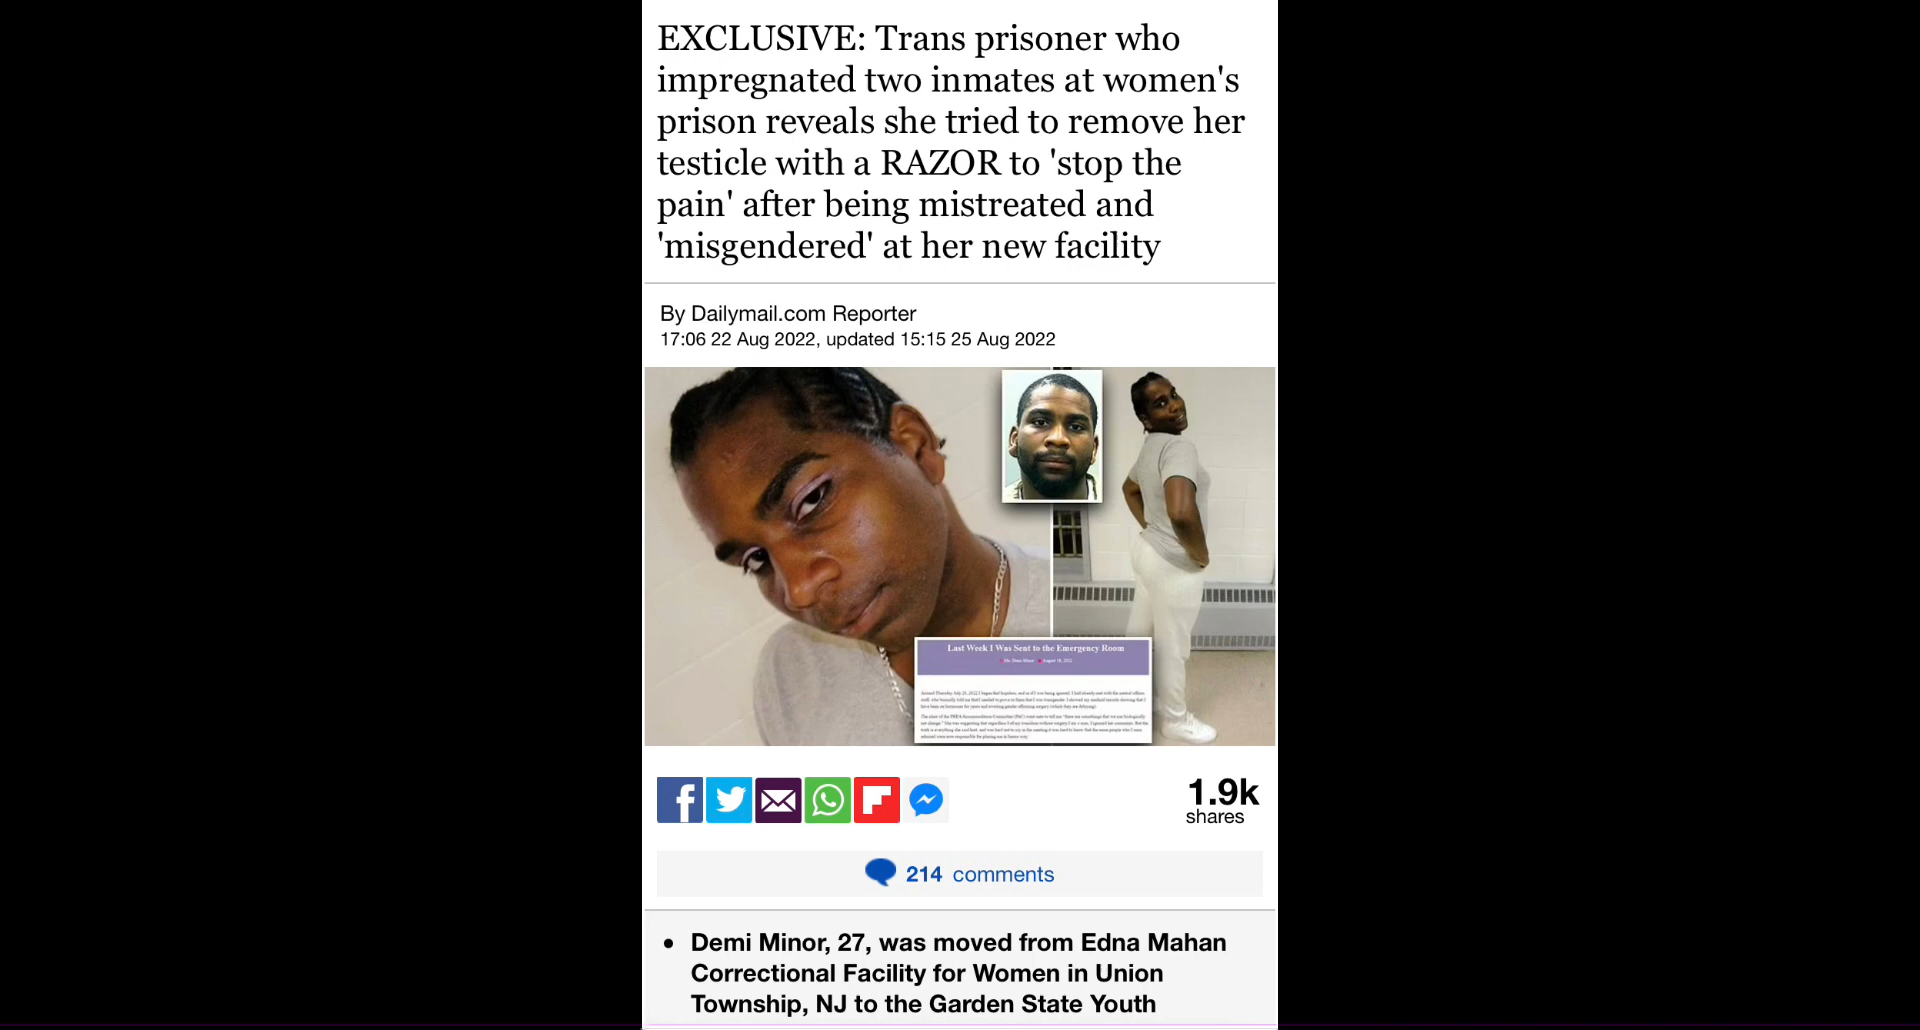 EXCLUSIVE: Trans prisoner who
impregnated two inmates at women's
prison reveals she tried to remove her
testicle with a RAZOR to 'stop the
pain' after being mistreated and
'misgendered' at her new facility
By Dailymail.com Reporter
17:06 22 Aug 2022, updated 15:15 25 Aug 2022
Last Week I Was Sent to the Emergency Room
1.9k
shares
214 comments
• Demi Minor, 27, was moved from Edna Mahan
Correctional Facility for Women in Union
Township, NJ to the Garden State Youth